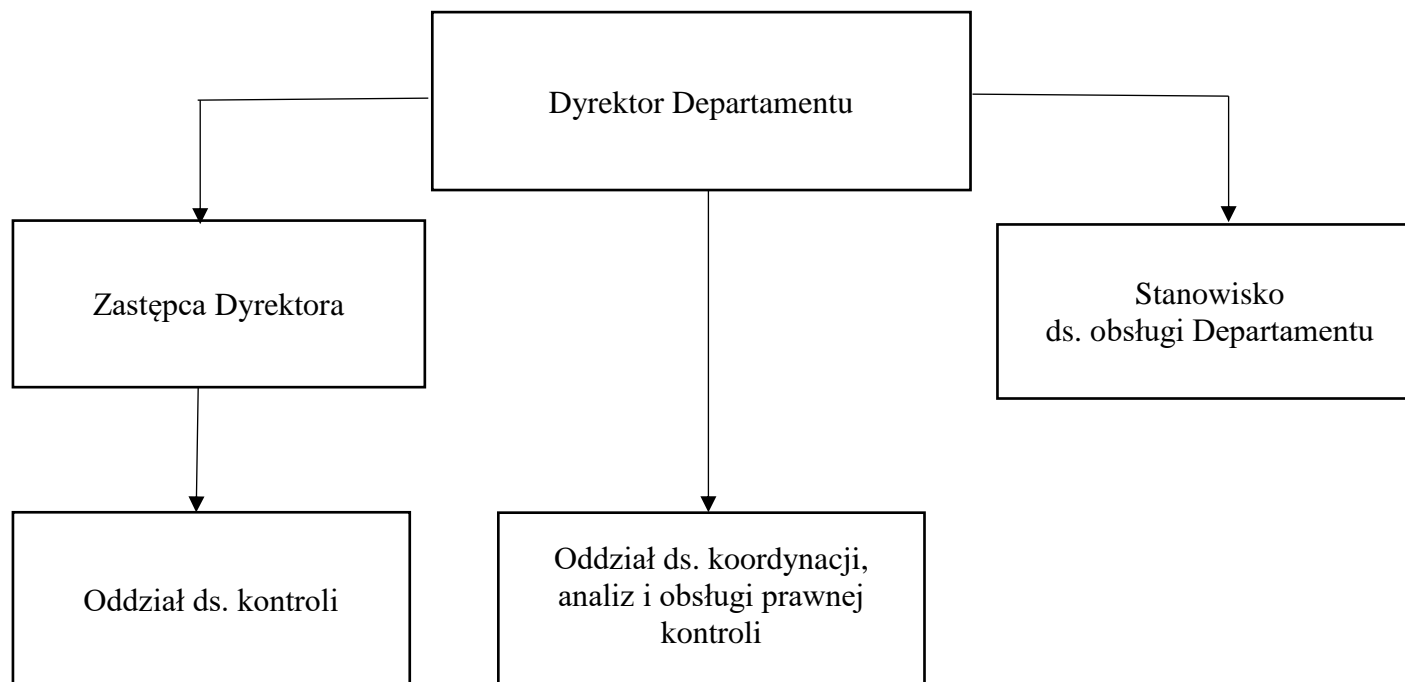 Dyrektor Departamentu
Zastępca Dyrektora
Stanowisko
ds. obsługi Departamentu
Oddział ds. kontroli
Oddział ds. koordynacji,
analiz i obsługi prawnej
kontroli